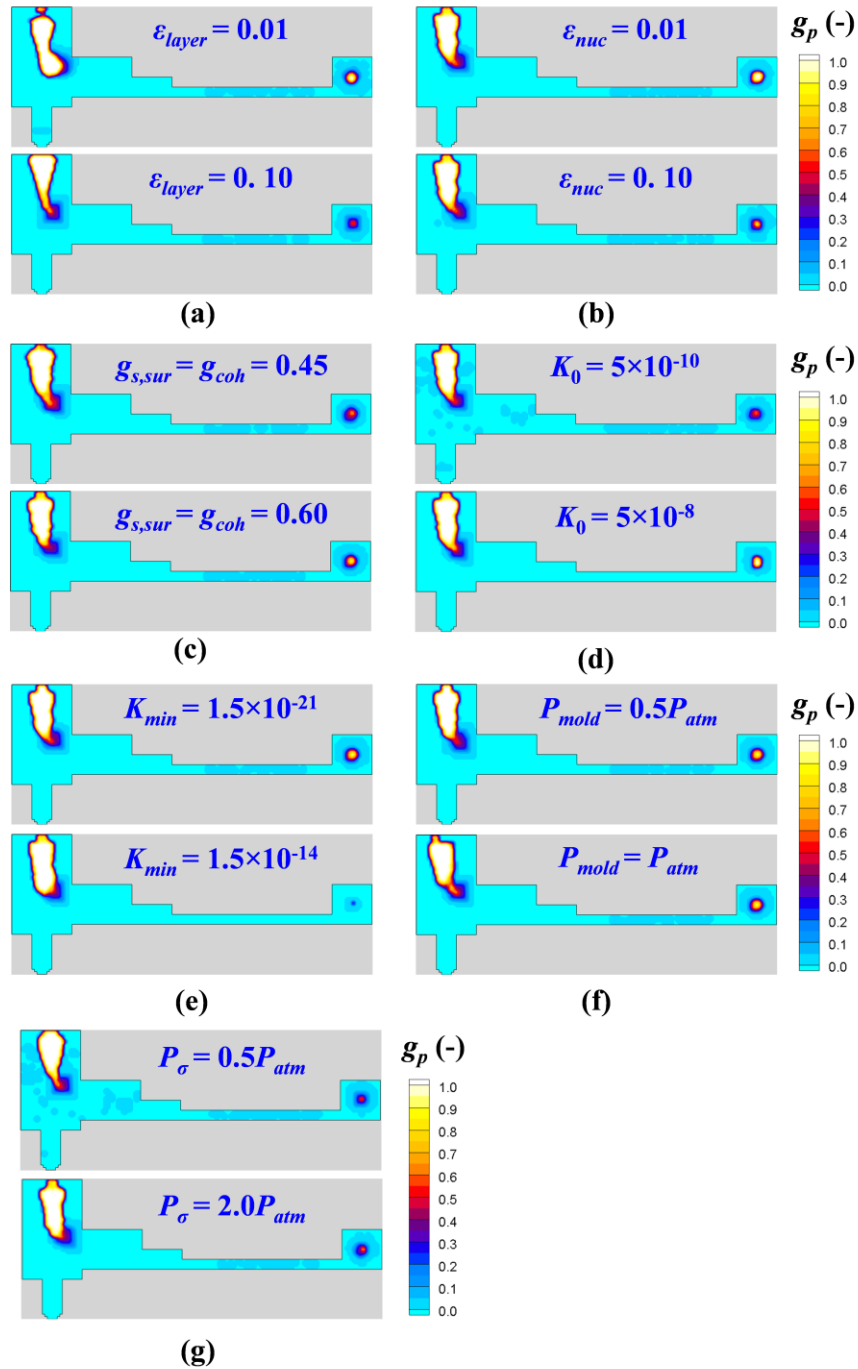 ε_layer = 0.01
ε_nuc = 0.01
g_p (-)
1.0
0.9
0.8
0.7
0.6
0.5
0.4
0.3
0.2
0.1
0.0
ε_layer = 0. 10
ε_nuc = 0. 10
(a)
(b)
g_s,sur = g_coh = 0.45
K_0 = 5×10^-10
g_p (-)
1.0
0.9
0.8
0.7
0.6
0.5
0.4
0.3
0.2
0.1
0.0
g_s,sur = g_coh = 0.60
K_0 = 5×10^-8
(c)
(d)
K_min = 1.5×10^-21
P_mold = 0.5P_atm
g_p (-)
1.0
0.9
0.8
0.7
0.6
0.5
0.4
0.3
0.2
0.1
0.0
K_min = 1.5×10^-14
P_mold = P_atm
(e)
(f)
P_σ = 0.5P_atm
g_p (-)
1.0
0.9
0.8
0.7
0.6
0.5
0.4
0.3
0.2
0.1
0.0
P_σ = 2.0P_atm
(g)